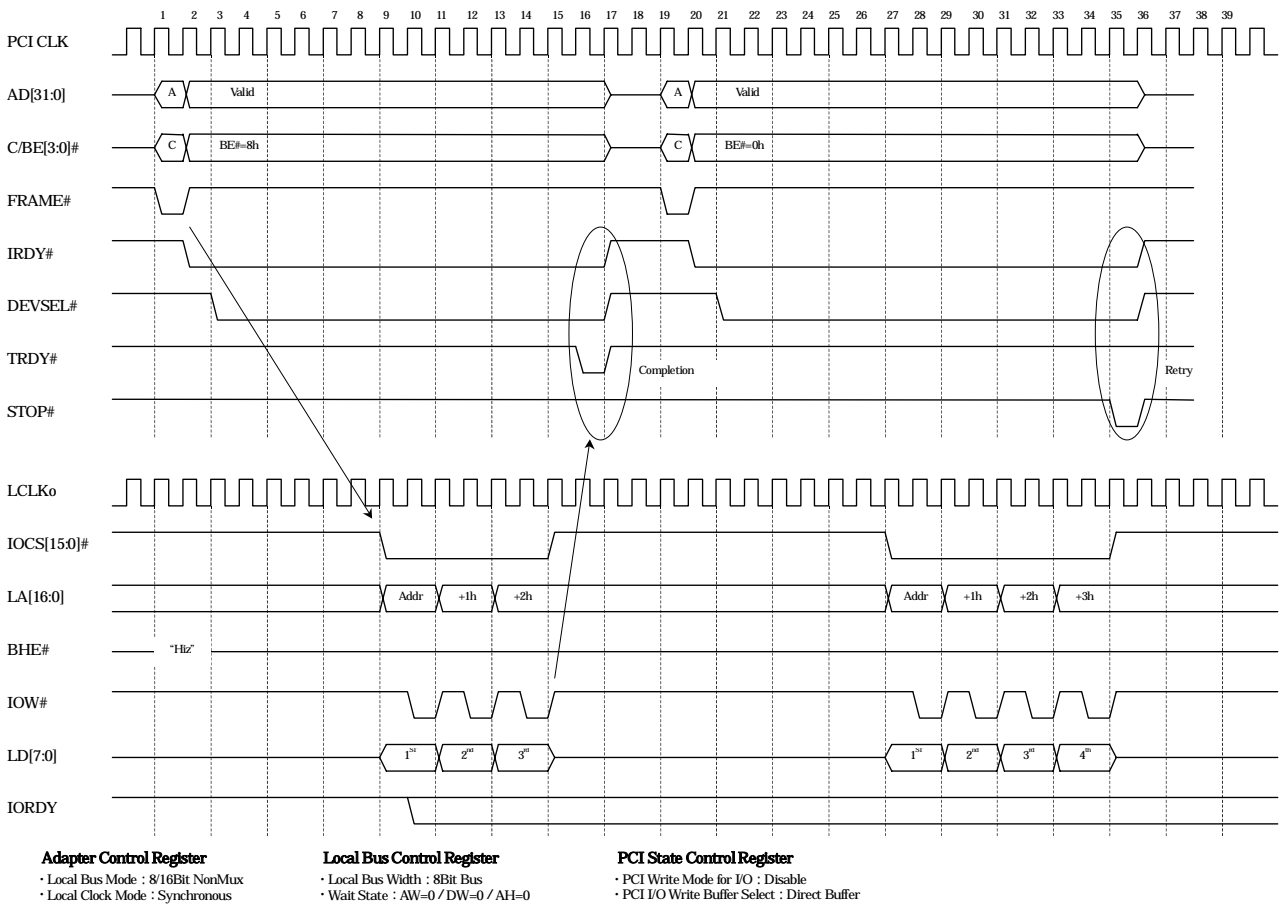 1 2 3 4 5 6 7 8 9 10 11 12 13 14 15 16 17 18 19 20 21 22 23 24 25 26 27 28 29 30 31 32 33 34 35 36 37 38 39
PCI CLK
AD[31:0] A Valid A Valid
C/BE[3:0]# C BE#=8h C BE#=0h
FRAME#
IRDY#
DEVSEL#
TRDY#
Completion Retry
STOP#
LCLKo
IOCS[15:0]#
LA[16:0] Addr +1h +2h Addr +1h +2h +3h
BHE# “Hiz”
IOW#
LD[7:0] 1ST 2nd 3rd 1ST 2nd 3rd 4th
IORDY
Adapter Control Register
・Local Bus Mode : 8/16Bit NonMux
・Local Clock Mode : Synchronous
Local Bus Control Register
・Local Bus Width : 8Bit Bus
・Wait State : AW=0 / DW=0 / AH=0
PCI State Control Register
・PCI Write Mode for I/O : Disable
・PCI I/O Write Buffer Select : Direct Buffer